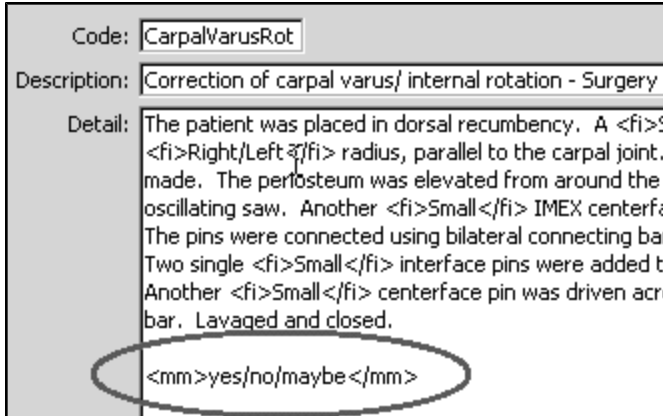 Code: CarpalVarusRot
Description: Correction of carpal varus/ internal rotation - Surgery
Detail: The patient was placed in dorsal recumbency. A <fi>S
<fi>Right/Left</fi> radius, parallel to the carpal joint.
made. The periosteum was elevated from around the
oscillating saw. Another <fi>Small</fi> IMEX centerfa
The pins were connected using bilateral connecting bar
Two single <fi>Small</fi> interface pins were added t
Another <fi>Small</fi> centerface pin was driven acr
bar. Lavaged and closed.
<mm>yes/no/maybe</mm>